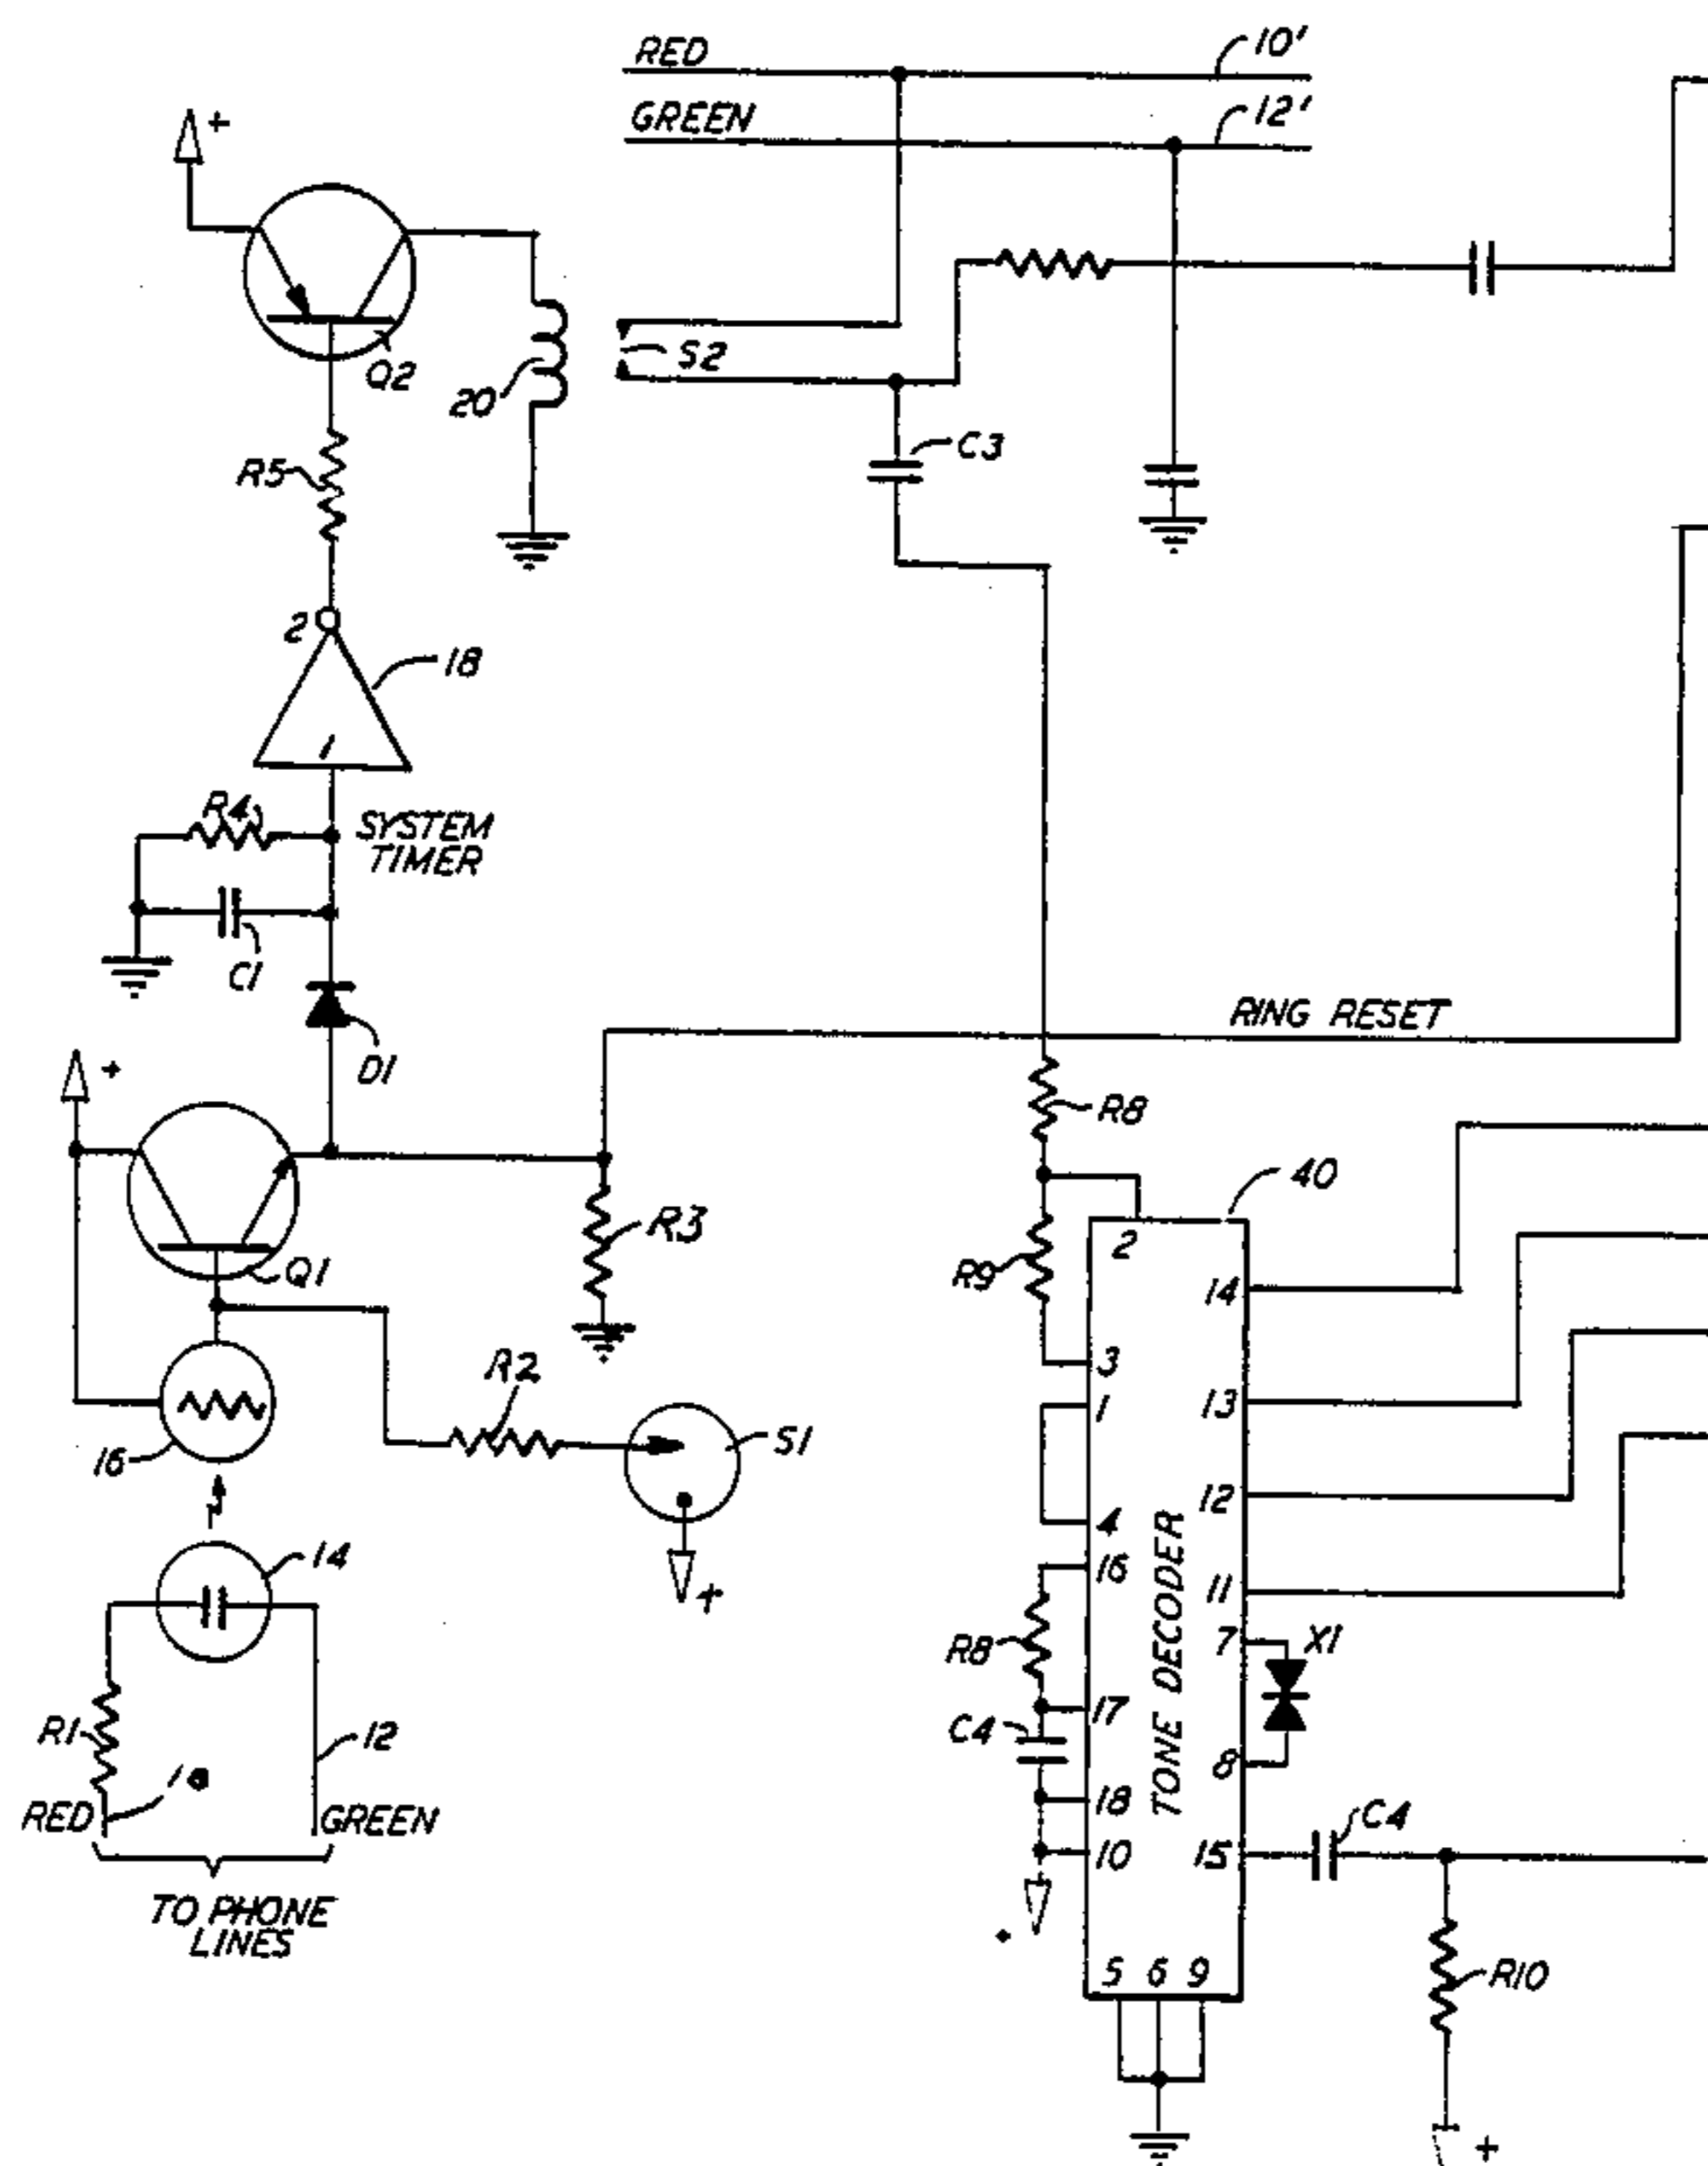 RED
10'
GREEN
12'
+
Q2
S2
20
C3
R5
2
18
1
R4
SYSTEM
TIMER
C1
RING RESET
D1
+
R8
40
R3
2
Q1
R9
14
R2
3
S1
1
13
16
12
4
14
16
11
+
7
X1
R8
TONE DECODER
R1
12
17
C4
8
10
RED
GREEN
18
C4
15
10
TO PHONE
LINES
5 6 9
R10
+